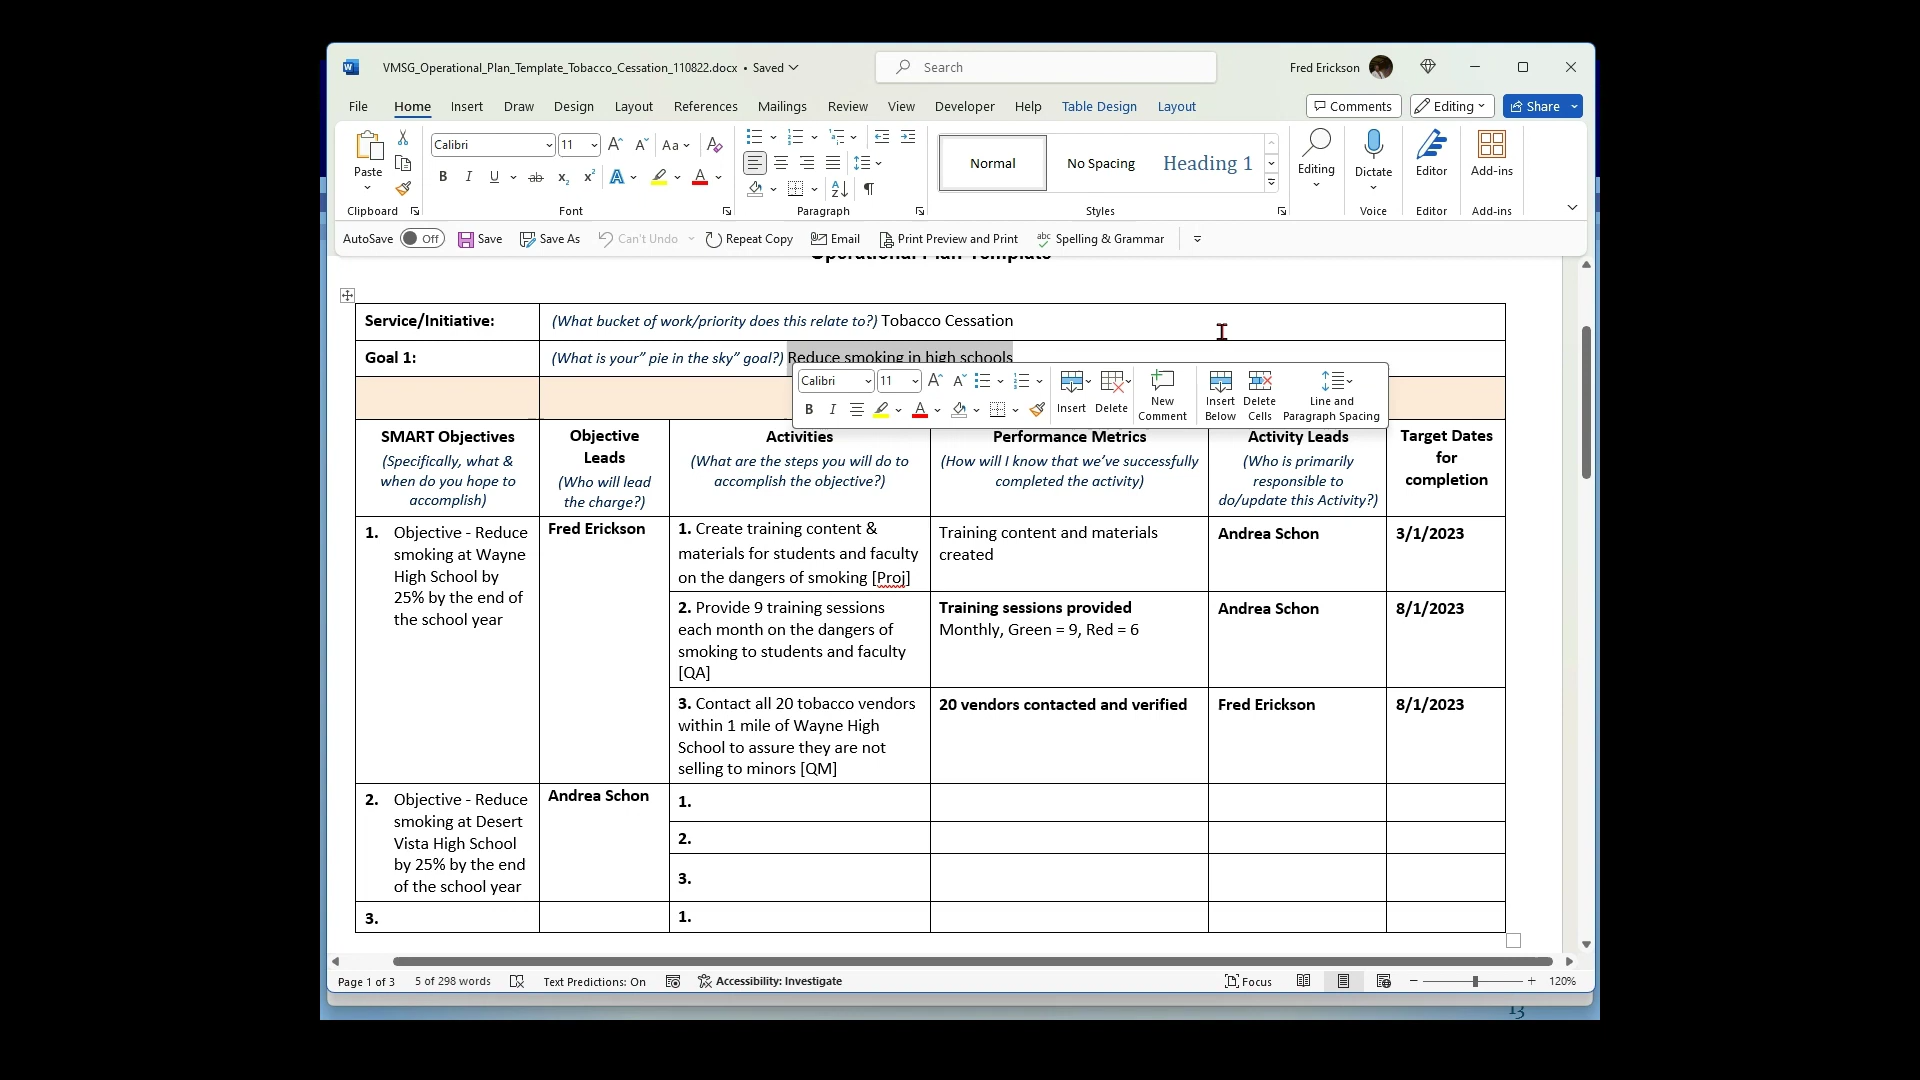 VMSG_Operational_Plan_Template_Tobacco_Cessation_110822.docx • Saved
Search
Fred Erickson
File Home Insert Draw Design Layout References Mailings Review View Developer Help Table Design Layout
Comments Editing Share
Paste
Calibri 11 Aa
B I U ab x₂ x² A A
Normal No Spacing Heading 1
Editing
Dictate
Editor
Add-ins
Clipboard Font Paragraph Styles Voice Editor Add-ins
AutoSave Off Save Save As Can't Undo Repeat Copy Email Print Preview and Print Spelling & Grammar
Operational Plan Template
Service/Initiative: (What bucket of work/priority does this relate to?) Tobacco Cessation
Goal 1: (What is your” pie in the sky” goal?) Reduce smoking in high schools
Calibri 11
B I A
Insert Delete
New
Comment
Insert
Below
Delete
Cells
Line and
Paragraph Spacing
SMART Objectives
(Specifically, what &
when do you hope to
accomplish)
Objective
Leads
(Who will lead
the charge?)
Activities
(What are the steps you will do to
accomplish the objective?)
Performance Metrics
(How will I know that we’ve successfully
completed the activity)
Activity Leads
(Who is primarily
responsible to
do/update this Activity?)
Target Dates
for
completion
1. Objective - Reduce
smoking at Wayne
High School by
25% by the end of
the school year
Fred Erickson
1. Create training content &
materials for students and faculty
on the dangers of smoking [Proj]
Training content and materials
created
Andrea Schon
3/1/2023
2. Provide 9 training sessions
each month on the dangers of
smoking to students and faculty
[QA]
Training sessions provided
Monthly, Green = 9, Red = 6
Andrea Schon
8/1/2023
3. Contact all 20 tobacco vendors
within 1 mile of Wayne High
School to assure they are not
selling to minors [QM]
20 vendors contacted and verified
Fred Erickson
8/1/2023
2. Objective - Reduce
smoking at Desert
Vista High School
by 25% by the end
of the school year
Andrea Schon
1.
2.
3.
3.
1.
Page 1 of 3 5 of 298 words Text Predictions: On Accessibility: Investigate Focus 120%
13